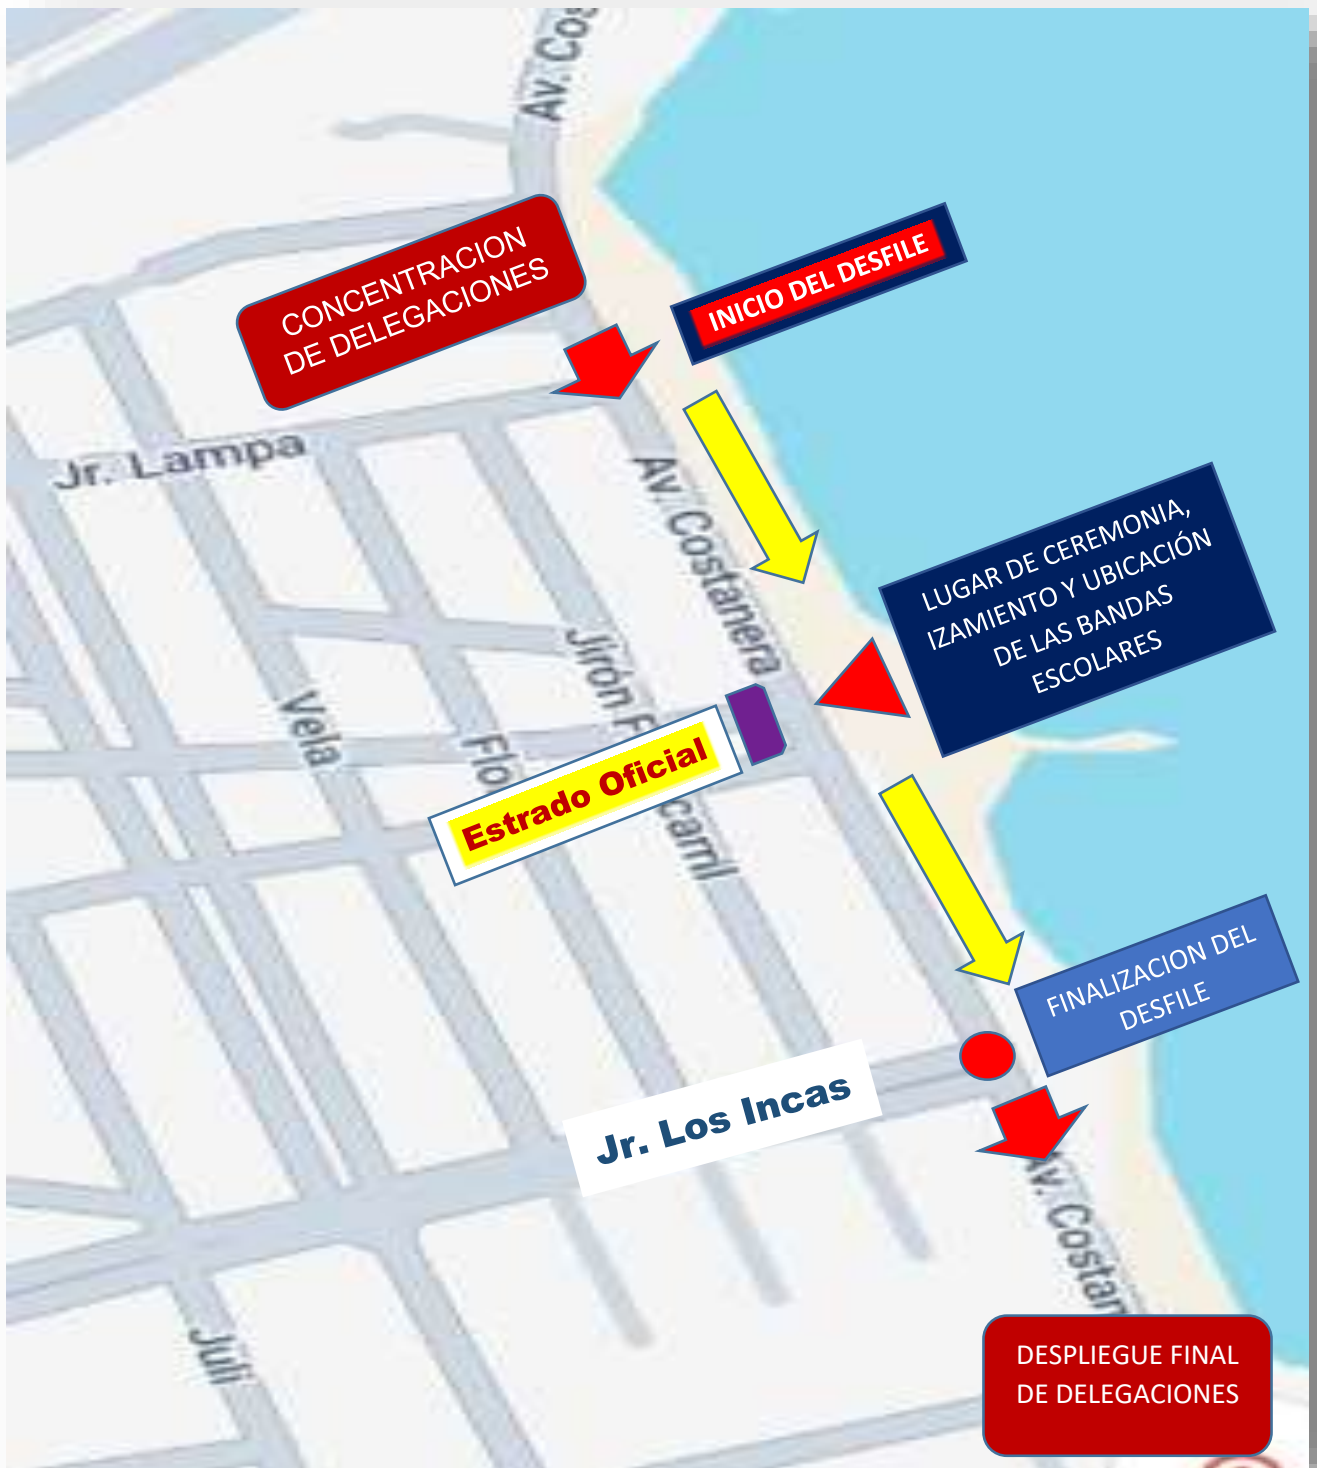 Av. Cos
CONCENTRACION
DE DELEGACIONES
INICIO DEL DESFILE
Jr. Lampa
Av. Costanera
LUGAR DE CEREMONIA,
IZAMIENTO Y UBICACIÓN
DE LAS BANDAS
ESCOLARES
Jirón F
carril
Vela
Flo
Estrado Oficial
FINALIZACION DEL
DESFILE
Jr. Los Incas
Av. Costan
Juli
DESPLIEGUE FINAL
DE DELEGACIONES